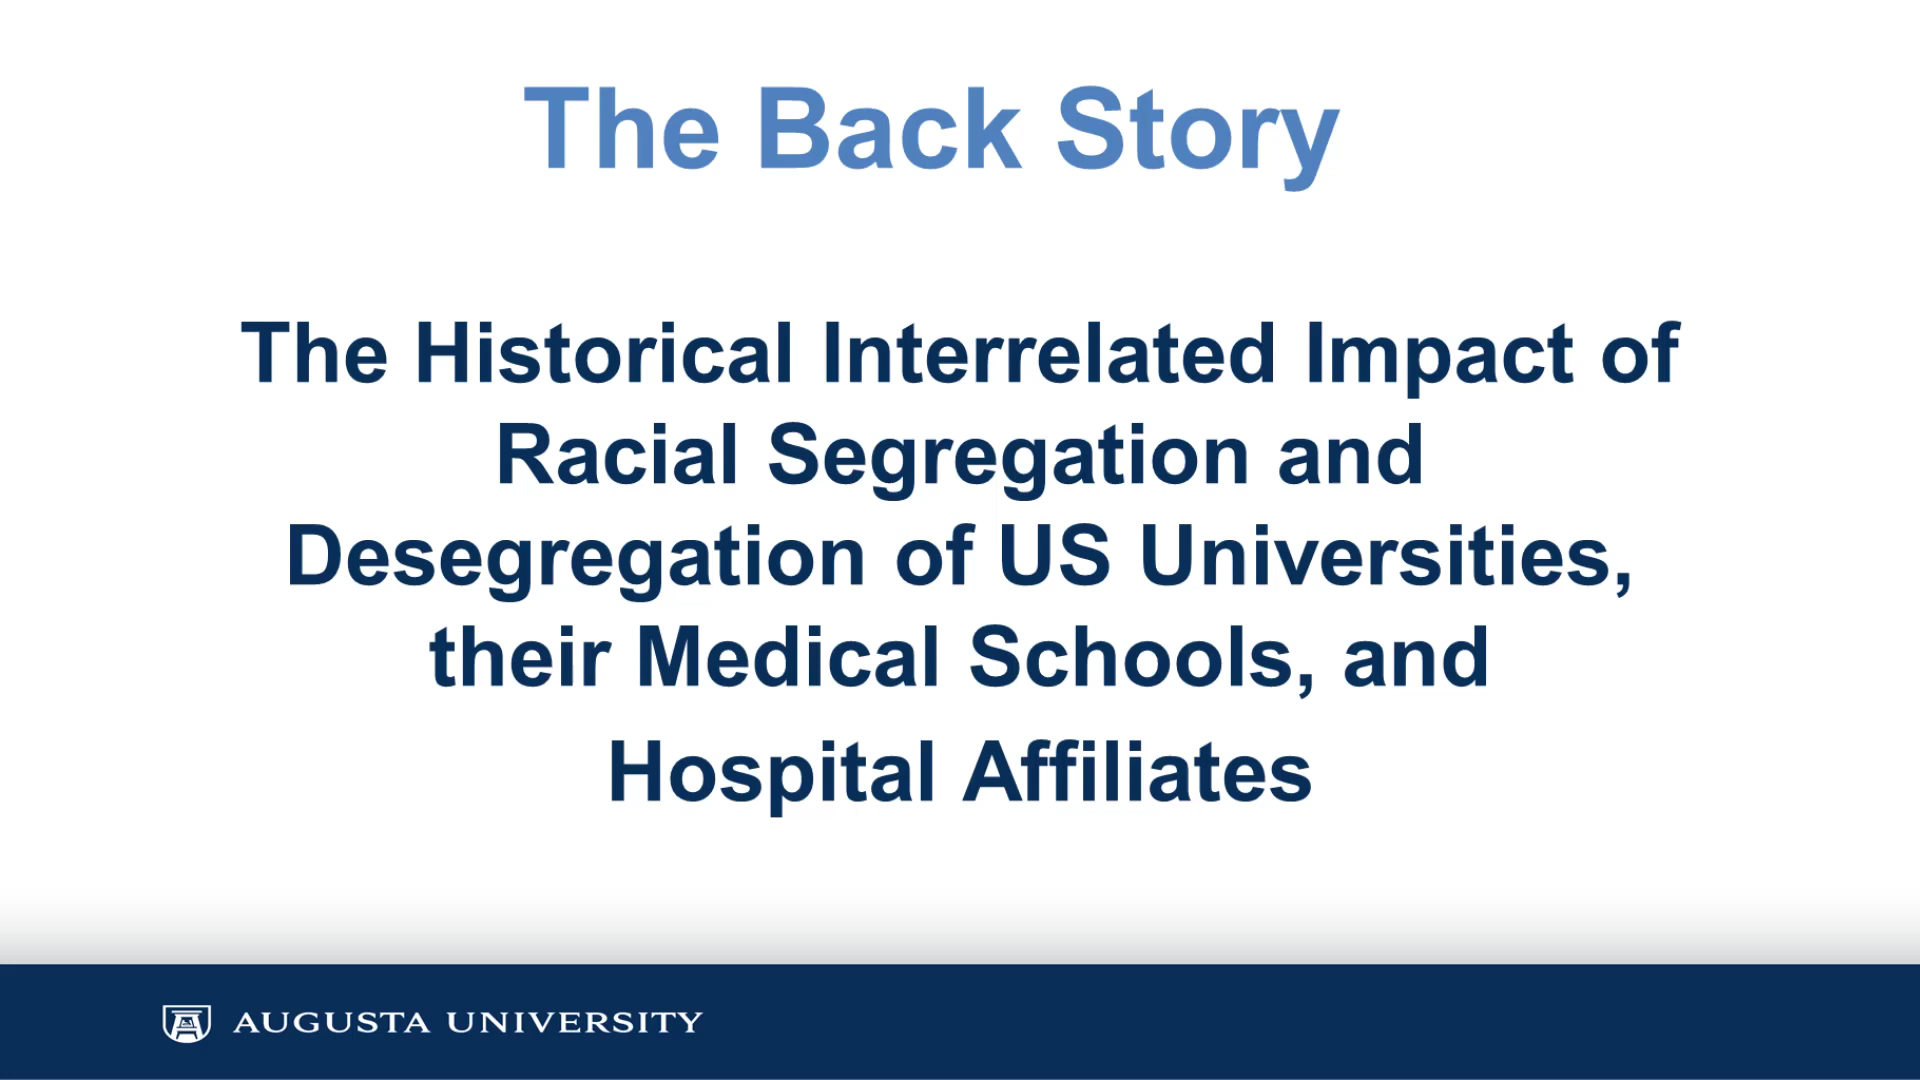 The Back Story
The Historical Interrelated Impact of
Racial Segregation and
Desegregation of US Universities,
their Medical Schools, and
Hospital Affiliates
AUGUSTA UNIVERSITY